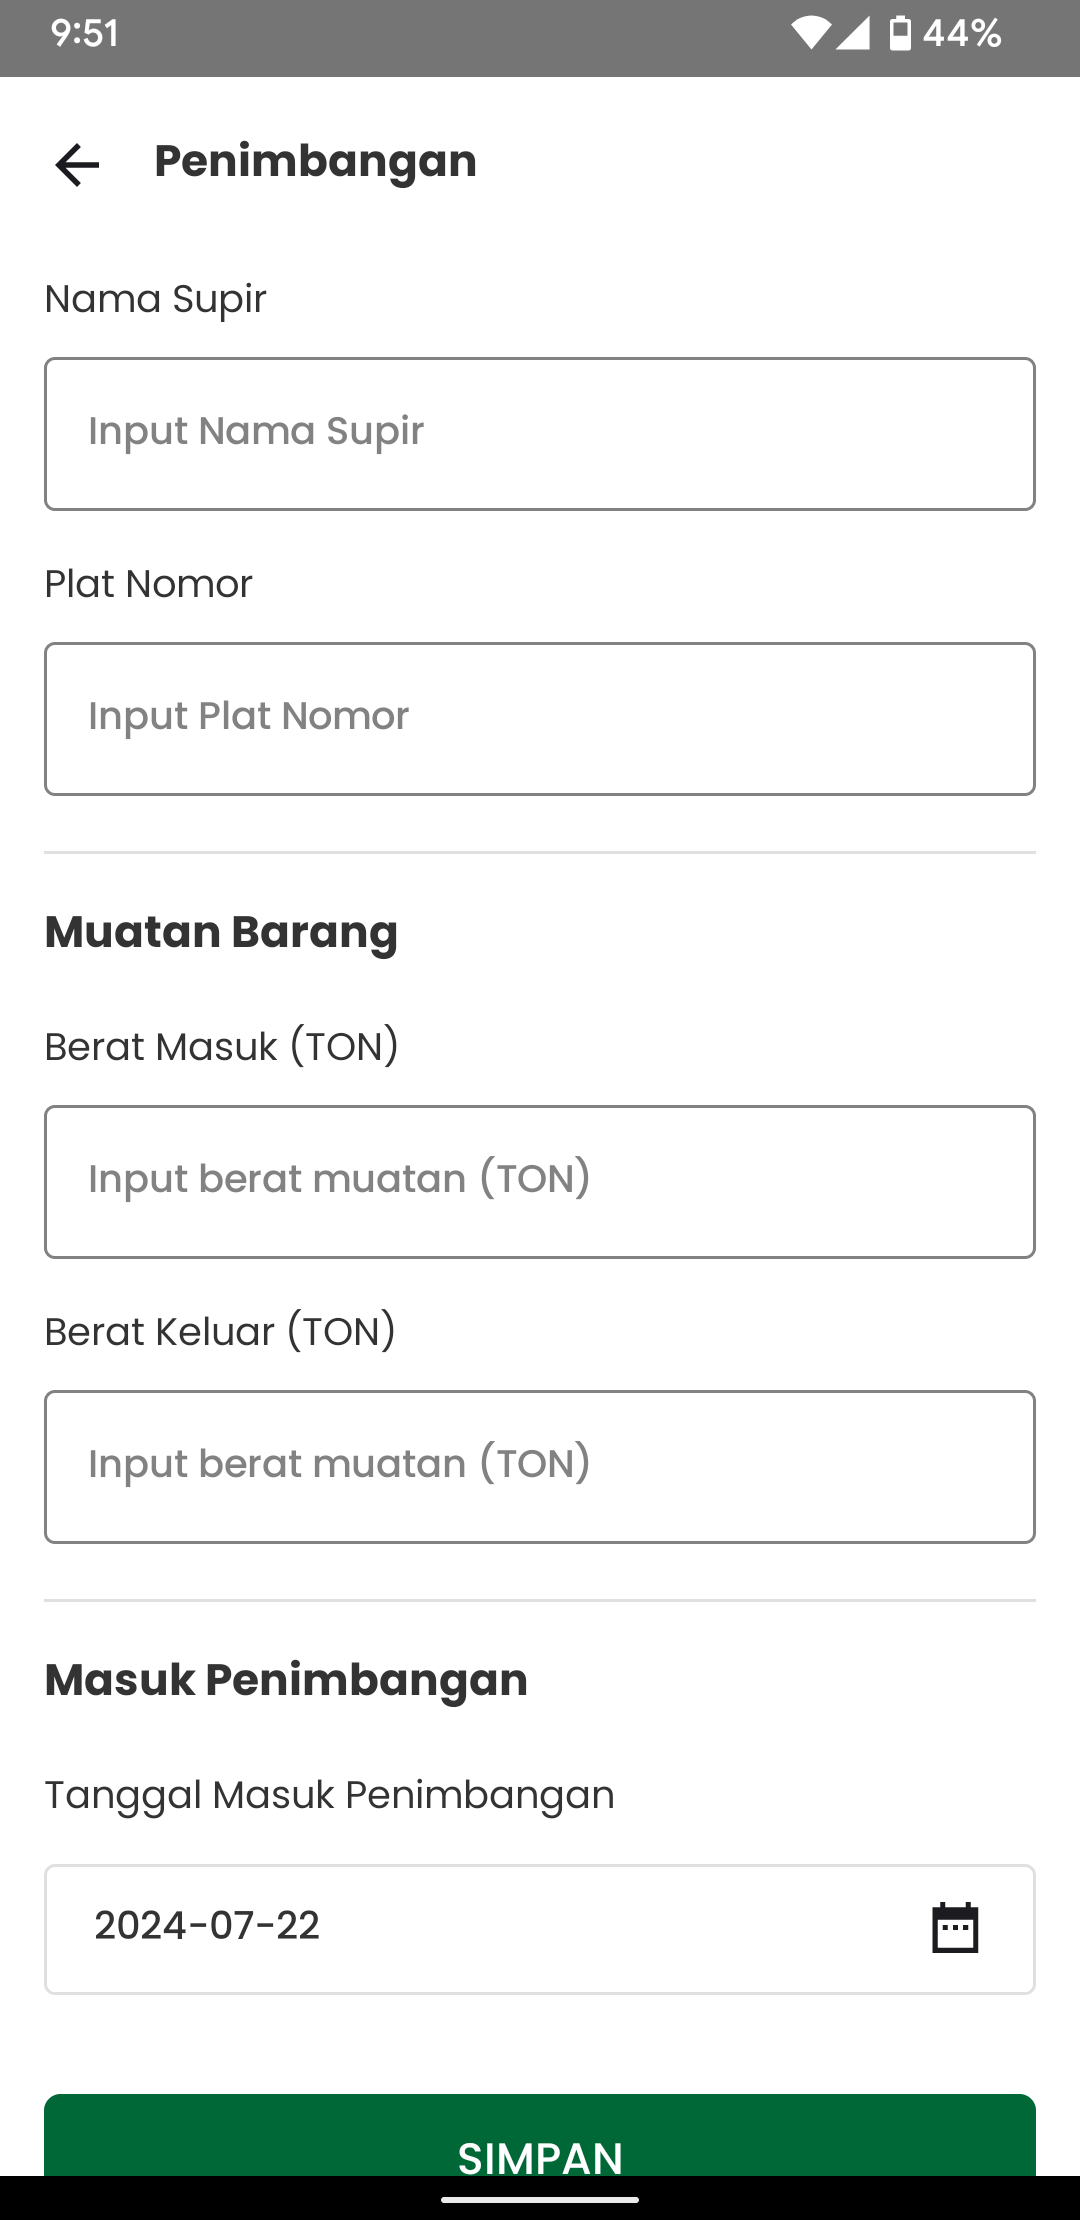 9:51
44%
Penimbangan
Nama Supir
Input Nama Supir
Plat Nomor
Input Plat Nomor
Muatan Barang
Berat Masuk (TON)
Input berat muatan (TON)
Berat Keluar (TON)
Input berat muatan (TON)
Masuk Penimbangan
Tanggal Masuk Penimbangan
2024-07-22
SIMPAN